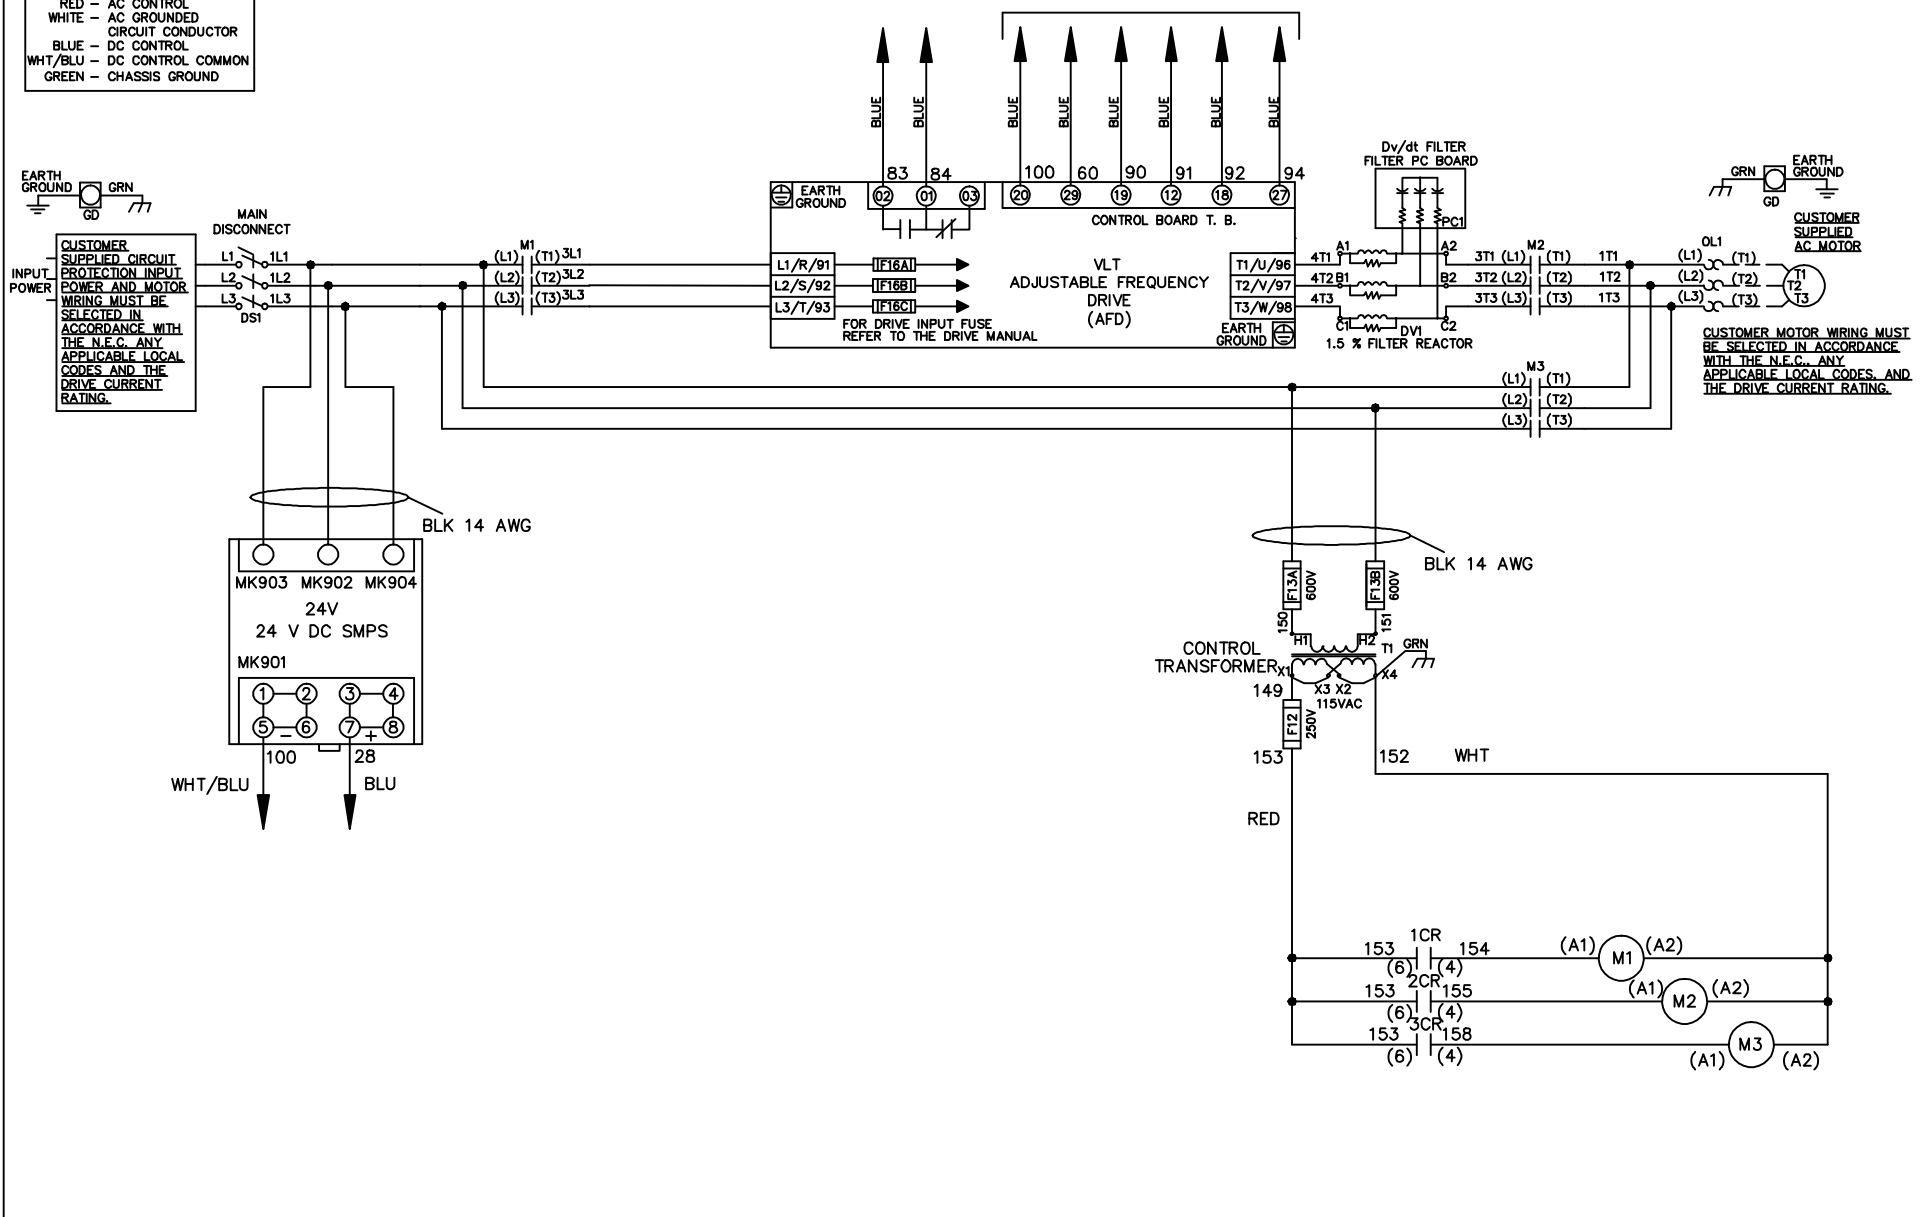 RED – AC CONTROL
WHITE – AC GROUNDED
CIRCUIT CONDUCTOR
BLUE – DC CONTROL
WHT/BLU – DC CONTROL COMMON
GREEN – CHASSIS GROUND
EARTH
GROUND
GRN
GD
CUSTOMER
SUPPLIED CIRCUIT
PROTECTION INPUT
POWER AND MOTOR
WIRING MUST BE
SELECTED IN
ACCORDANCE WITH
THE N.E.C. ANY
APPLICABLE LOCAL
CODES AND THE
DRIVE CURRENT
RATING.
INPUT
POWER
MAIN
DISCONNECT
L1 1L1
L2 1L2
L3 1L3
DS1
M1
(L1) (T1) 3L1
(L2) (T2) 3L2
(L3) (T3) 3L3
BLUE BLUE BLUE BLUE BLUE BLUE BLUE BLUE
83 84 100 60 90 91 92 94
EARTH
GROUND
02 01 03 20 29 19 12 18 27
CONTROL BOARD T. B.
L1/R/91 F16A
L2/S/92 F16B
L3/T/93 F16C
FOR DRIVE INPUT FUSE
REFER TO THE DRIVE MANUAL
VLT
ADJUSTABLE FREQUENCY
DRIVE
(AFD)
T1/U/96
T2/V/97
T3/W/98
EARTH
GROUND
Dv/dt FILTER
FILTER PC BOARD
PC1
4T1 A1 A2
4T2 B1 B2
4T3 C1 C2
DV1
1.5 % FILTER REACTOR
M2
3T1 (L1) (T1) 1T1
3T2 (L2) (T2) 1T2
3T3 (L3) (T3) 1T3
OL1
(L1) (T1)
(L2) (T2)
(L3) (T3)
T1
T2
T3
GRN
EARTH
GROUND
GD
CUSTOMER
SUPPLIED
AC MOTOR
CUSTOMER MOTOR WIRING MUST
BE SELECTED IN ACCORDANCE
WITH THE N.E.C., ANY
APPLICABLE LOCAL CODES, AND
THE DRIVE CURRENT RATING.
M3
(L1) (T1)
(L2) (T2)
(L3) (T3)
BLK 14 AWG
MK903 MK902 MK904
24V
24 V DC SMPS
MK901
1 2 3 4
5 6 7 8
– +
100 28
WHT/BLU BLU
BLK 14 AWG
F13A 600V F13B 600V
150 151
H1 H2
T1
GRN
CONTROL
TRANSFORMER
X1 X3 X2 X4
115VAC
149
F12 250V
153
152 WHT
RED
1CR
153 154 (A1) M1 (A2)
(6) (4)
2CR
153 155 (A1) M2 (A2)
(6) (4)
3CR
153 158 M3
(6) (4) (A1) (A2)